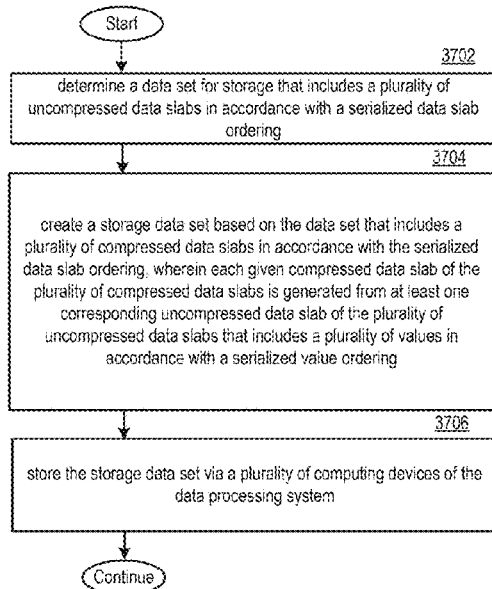 Start
3702
determine a data set for storage that includes a plurality of
uncompressed data slabs in accordance with a serialized data slab
ordering
3704
create a storage data set based on the data set that includes a
plurality of compressed data slabs in accordance with the serialized
data slab ordering, wherein each given compressed data slab of the
plurality of compressed data slabs is generated from at least one
corresponding uncompressed data slab of the plurality of
uncompressed data slabs that includes a plurality of values in
accordance with a serialized value ordering
3706
store the storage data set via a plurality of computing devices of the
data processing system
Continue